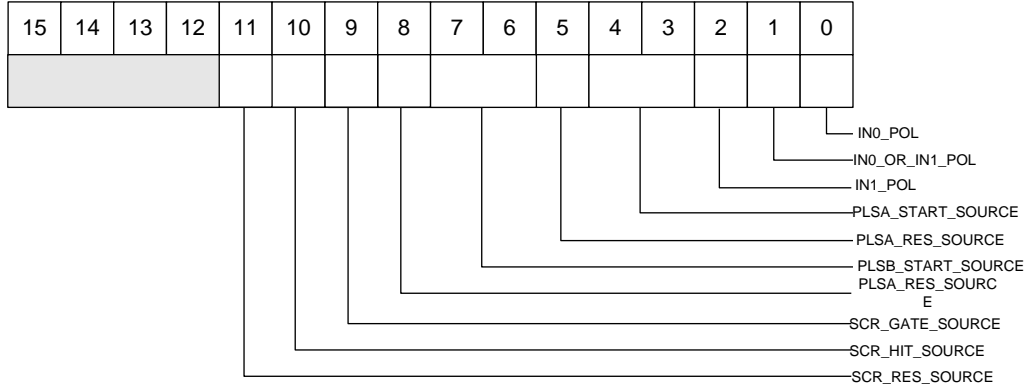 15 14 13 12 11 10 9 8 7 6 5 4 3 2 1 0
IN0_POL
IN0_OR_IN1_POL
IN1_POL
PLSA_START_SOURCE
PLSA_RES_SOURCE
PLSB_START_SOURCE
PLSA_RES_SOURC
E
SCR_GATE_SOURCE
SCR_HIT_SOURCE
SCR_RES_SOURCE